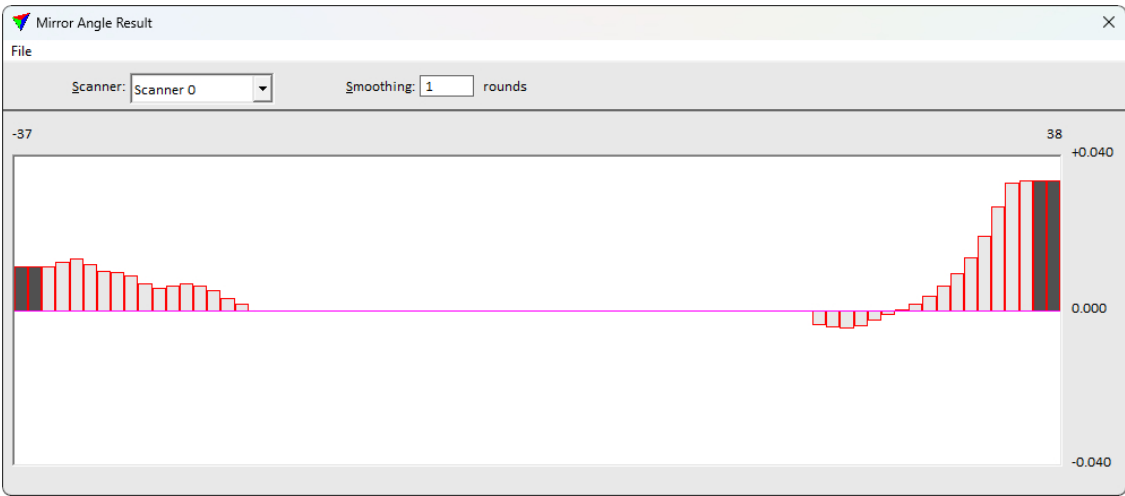 Mirror Angle Result
File
Scanner: Scanner 0 Smoothing: 1 rounds
-37 38
+0.040
0.000
-0.040